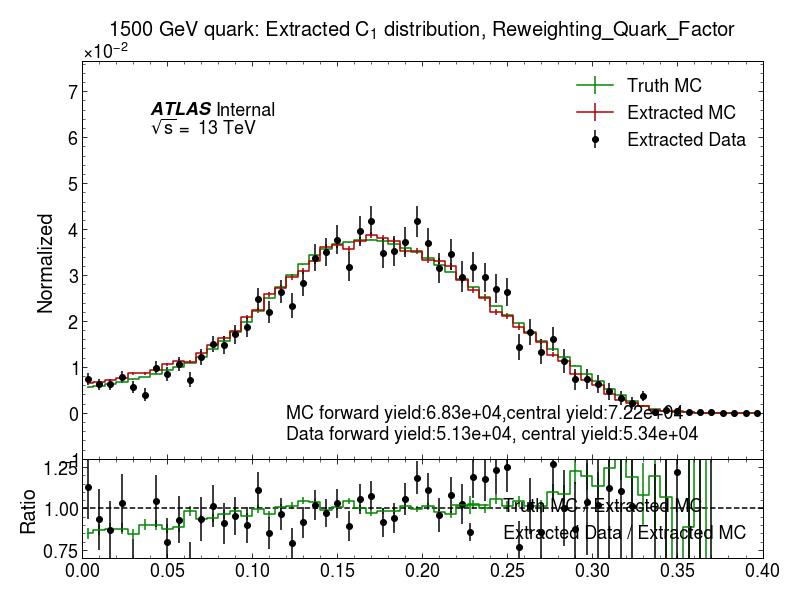 1500 GeV quark: Extracted C₁ distribution, Reweighting_Quark_Factor
×10⁻²
ATLAS Internal
√s = 13 TeV
Truth MC
Extracted MC
Extracted Data
Normalized
7
6
5
4
3
2
1
0
MC forward yield:6.83e+04,central yield:7.22e+04
Data forward yield:5.13e+04, central yield:5.34e+04
1
Ratio
1.25
1.00
0.75
Truth MC / Extracted MC
Extracted Data / Extracted MC
0.00 0.05 0.10 0.15 0.20 0.25 0.30 0.35 0.40